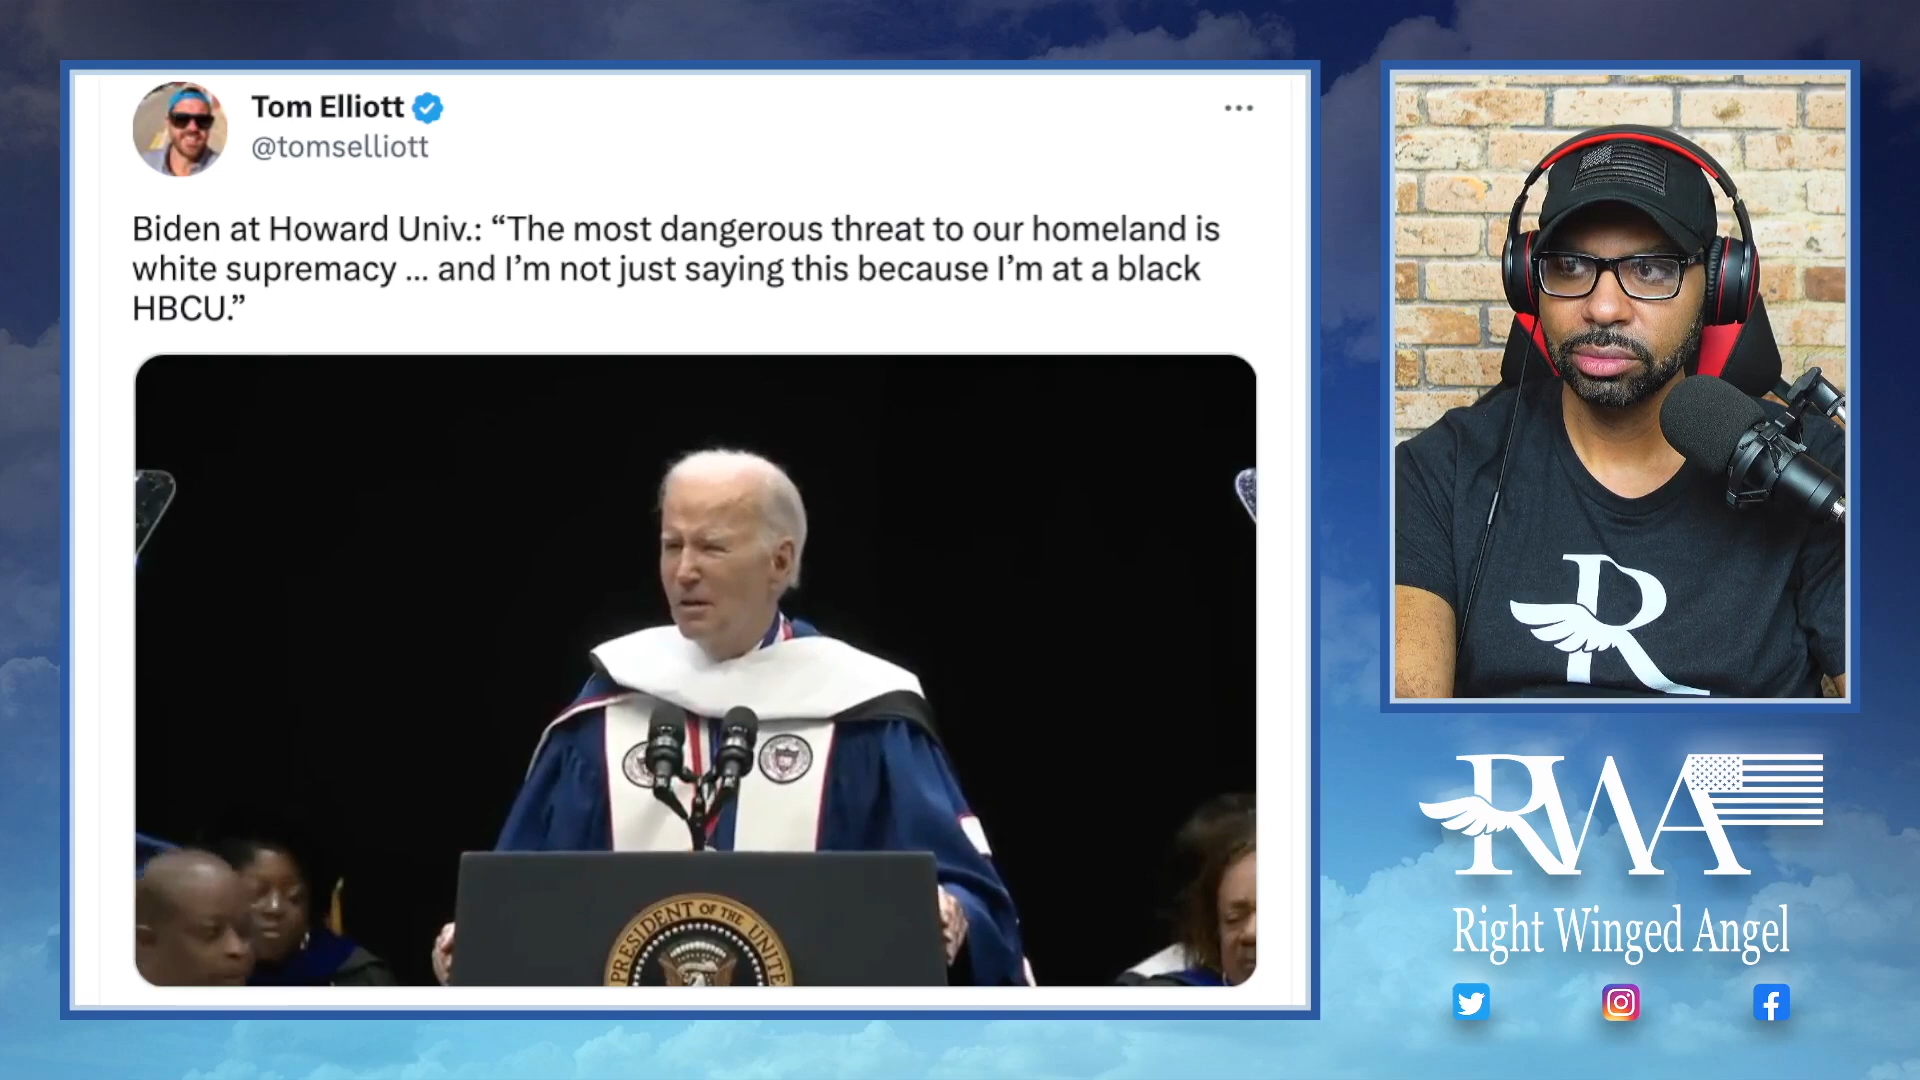 Tom Elliott
@tomselliott
Biden at Howard Univ.: “The most dangerous threat to our homeland is
white supremacy ... and I’m not just saying this because I’m at a black
HBCU.”
PRESIDENT OF THE UNITE
R
RWA
Right Winged Angel